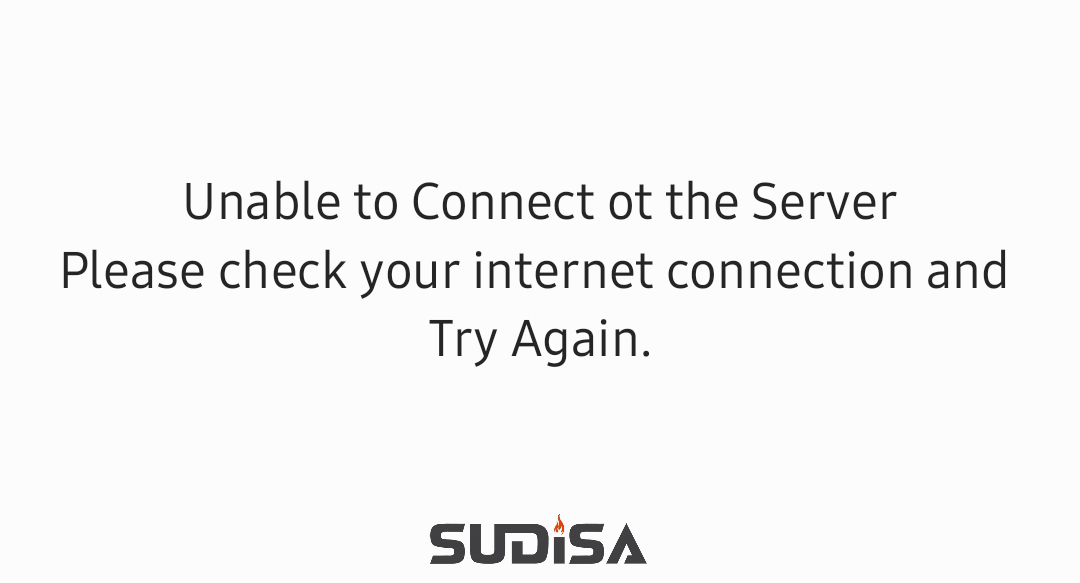 Unable to Connect ot the Server
Please check your internet connection and
Try Again.
SUDiSA